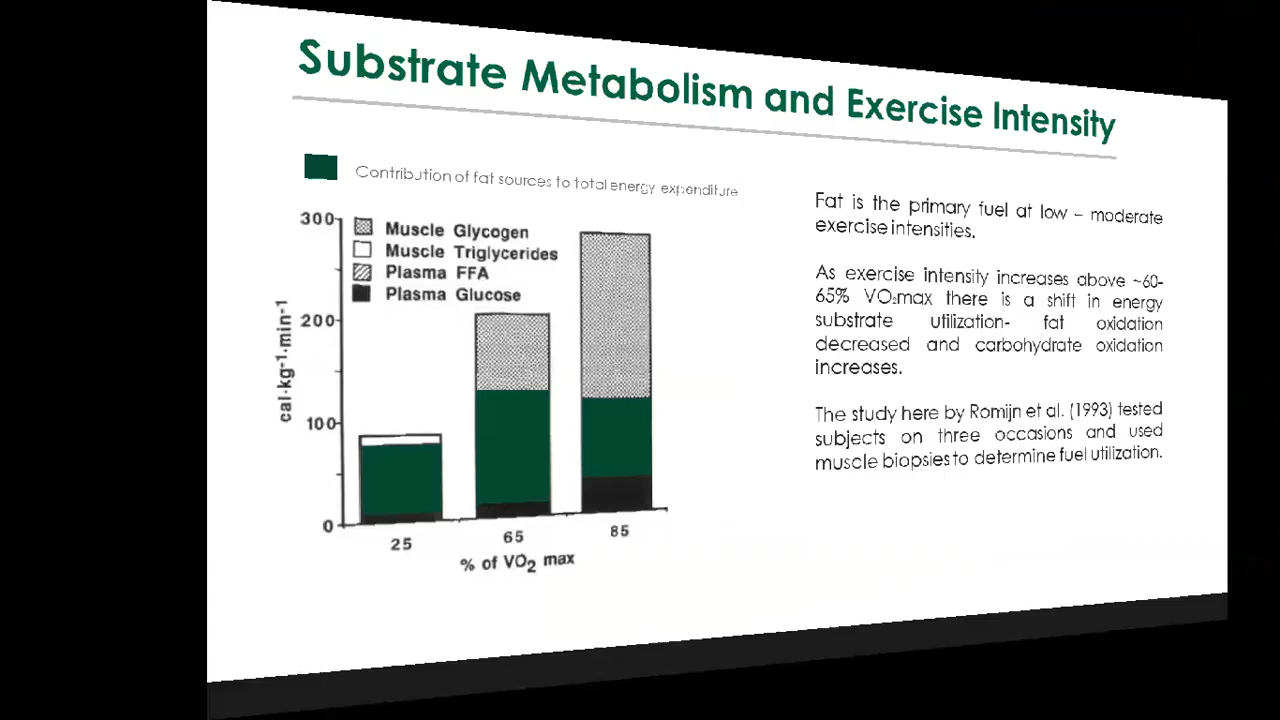 Substrate Metabolism and Exercise Intensity
Contribution of fat sources to total energy expenditure
300
200
100
0
cal·kg⁻¹·min⁻¹
Muscle Glycogen
Muscle Triglycerides
Plasma FFA
Plasma Glucose
25
65
85
% of VO₂ max
Fat is the primary fuel at low – moderate
exercise intensities.
As exercise intensity increases above ~60-
65% VO₂max there is a shift in energy
substrate utilization- fat oxidation
decreased and carbohydrate oxidation
increases.
The study here by Romijn et al. (1993) tested
subjects on three occasions and used
muscle biopsies to determine fuel utilization.